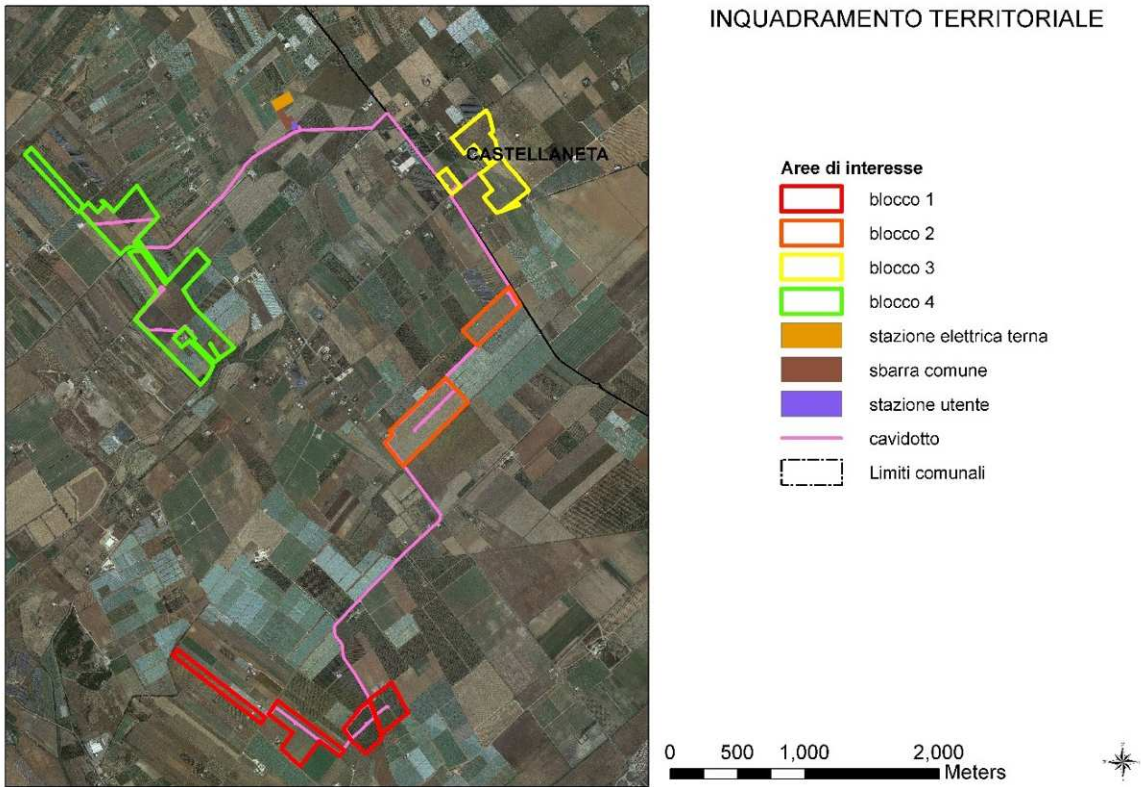 INQUADRAMENTO TERRITORIALE
CASTELLANETA
Aree di interesse
blocco 1
blocco 2
blocco 3
blocco 4
stazione elettrica terna
sbarra comune
stazione utente
cavidotto
Limiti comunali
0 500 1,000 2,000
Meters